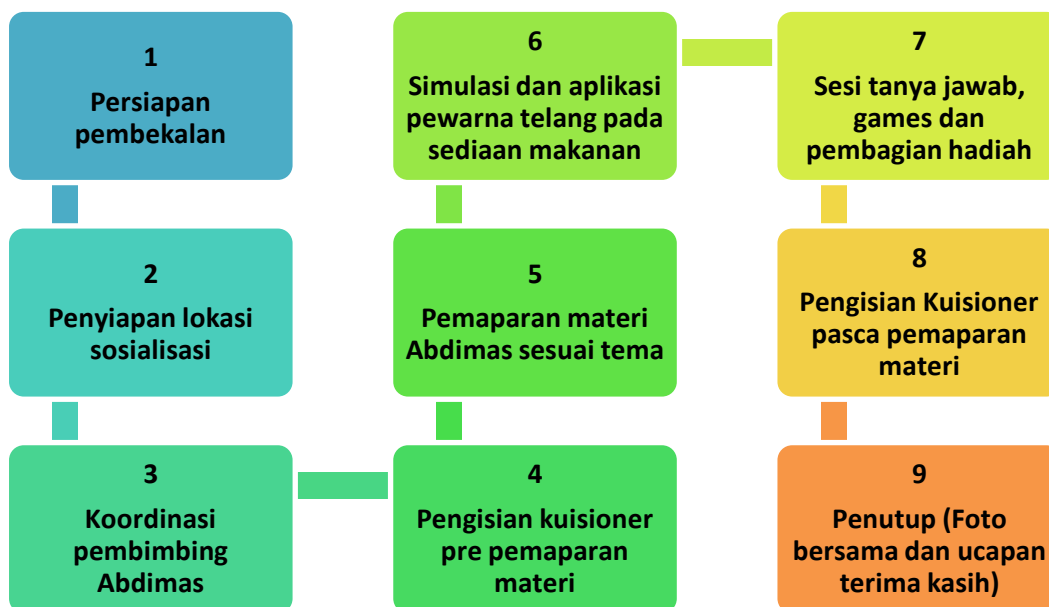 1
Persiapan
pembekalan
2
Penyiapan lokasi
sosialisasi
3
Koordinasi
pembimbing
Abdimas
4
Pengisian kuisioner
pre pemaparan
materi
5
Pemaparan materi
Abdimas sesuai tema
6
Simulasi dan aplikasi
pewarna telang pada
sediaan makanan
7
Sesi tanya jawab,
games dan
pembagian hadiah
8
Pengisian Kuisioner
pasca pemaparan
materi
9
Penutup (Foto
bersama dan ucapan
terima kasih)